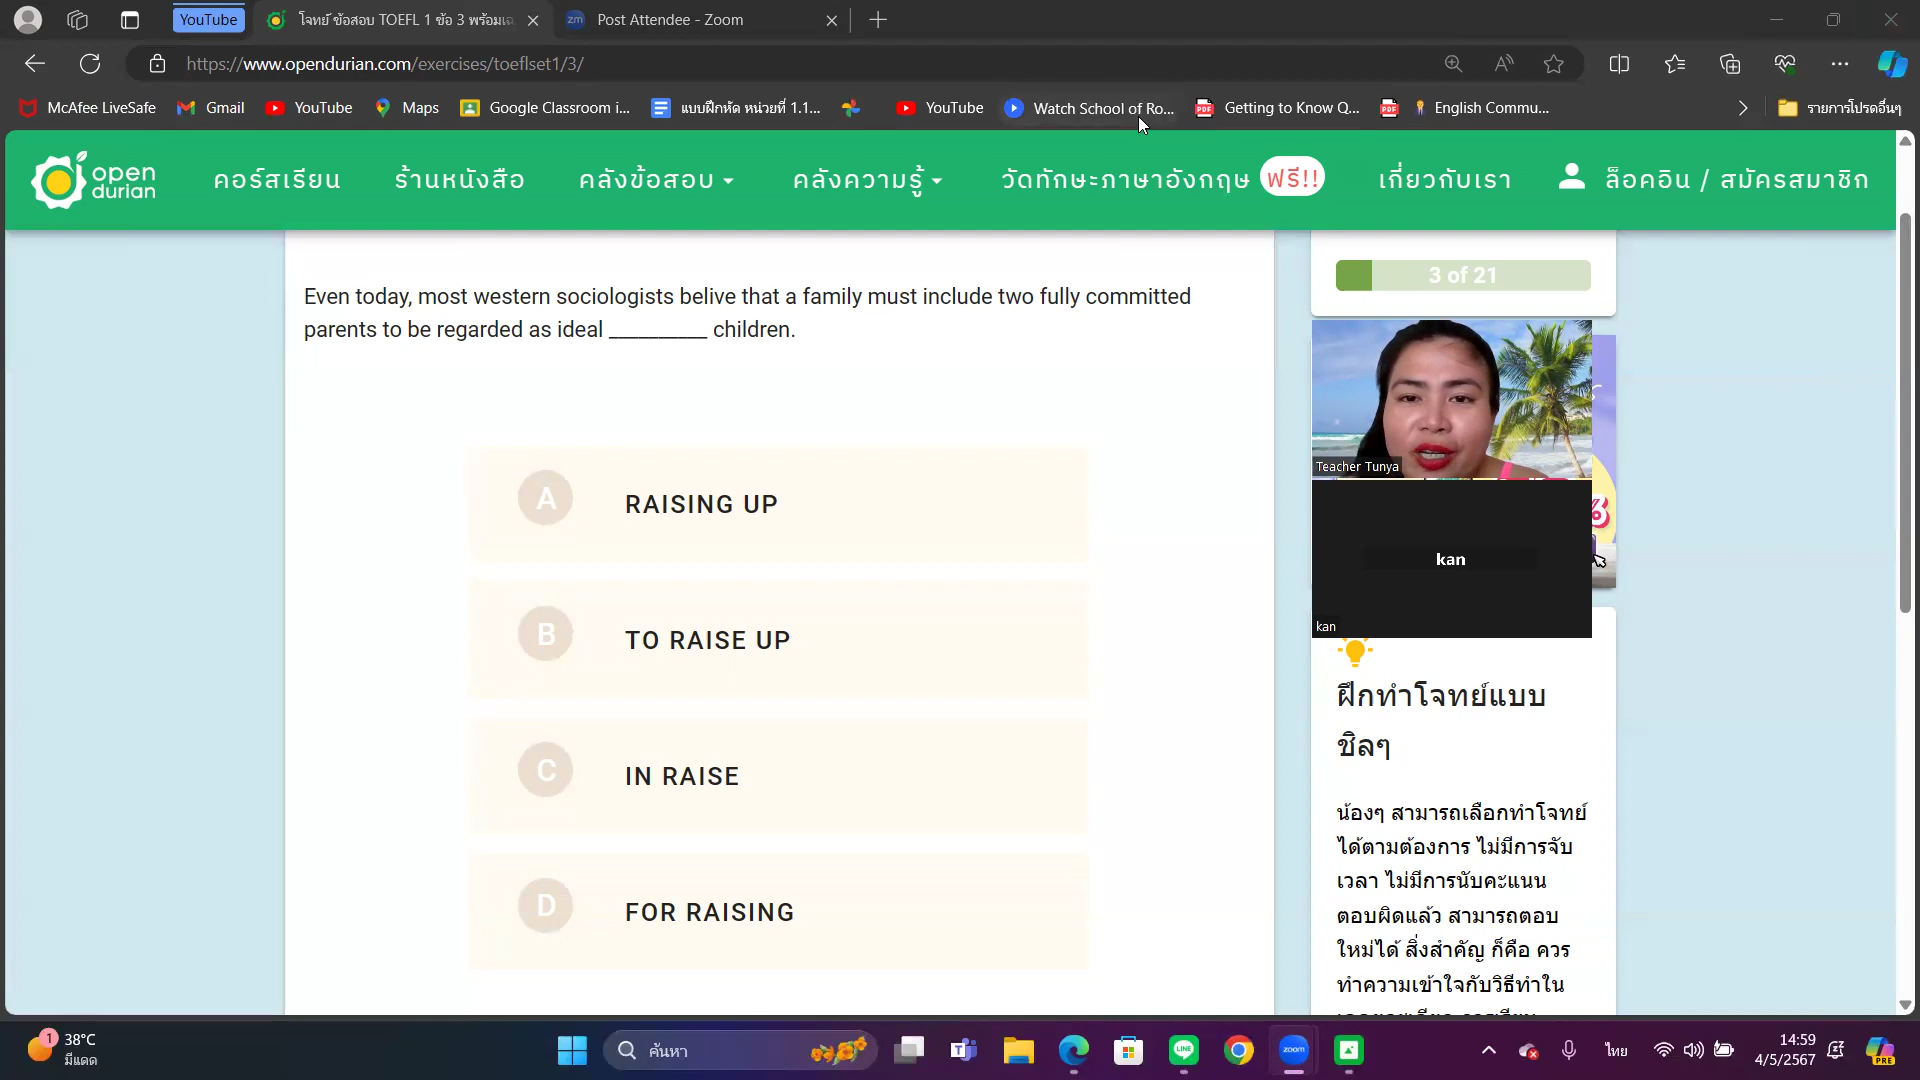 YouTube
โจทย์ ข้อสอบ TOEFL 1 ข้อ 3 พร้อมเฉ
zm
Post Attendee - Zoom
https://www.opendurian.com/exercises/toeflset1/3/
McAfee LiveSafe
Gmail
YouTube
Maps
Google Classroom i...
แบบฝึกหัด หน่วยที่ 1.1...
YouTube
Watch School of Ro...
PDF
Getting to Know Q...
PDF
English Commu...
รายการโปรดอื่นๆ
open
durian
คอร์สเรียน
ร้านหนังสือ
คลังข้อสอบ
คลังความรู้
วัดทักษะภาษาอังกฤษ ฟรี!!
เกี่ยวกับเรา
ล็อคอิน / สมัครสมาชิก
Even today, most western sociologists belive that a family must include two fully committed
parents to be regarded as ideal _________ children.
A RAISING UP
B TO RAISE UP
C IN RAISE
D FOR RAISING
3 of 21
Teacher Tunya
kan
kan
ฝึกทำโจทย์แบบ
ชิลๆ
น้องๆ สามารถเลือกทำโจทย์
ได้ตามต้องการ ไม่มีการจับ
เวลา ไม่มีการนับคะแนน
ตอบผิดแล้ว สามารถตอบ
ใหม่ได้ สิ่งสำคัญ ก็คือ ควร
ทำความเข้าใจกับวิธีทำใน
1
38°C
มีแดด
ค้นหา
zoom
LINE
ไทย
14:59
4/5/2567
PRE